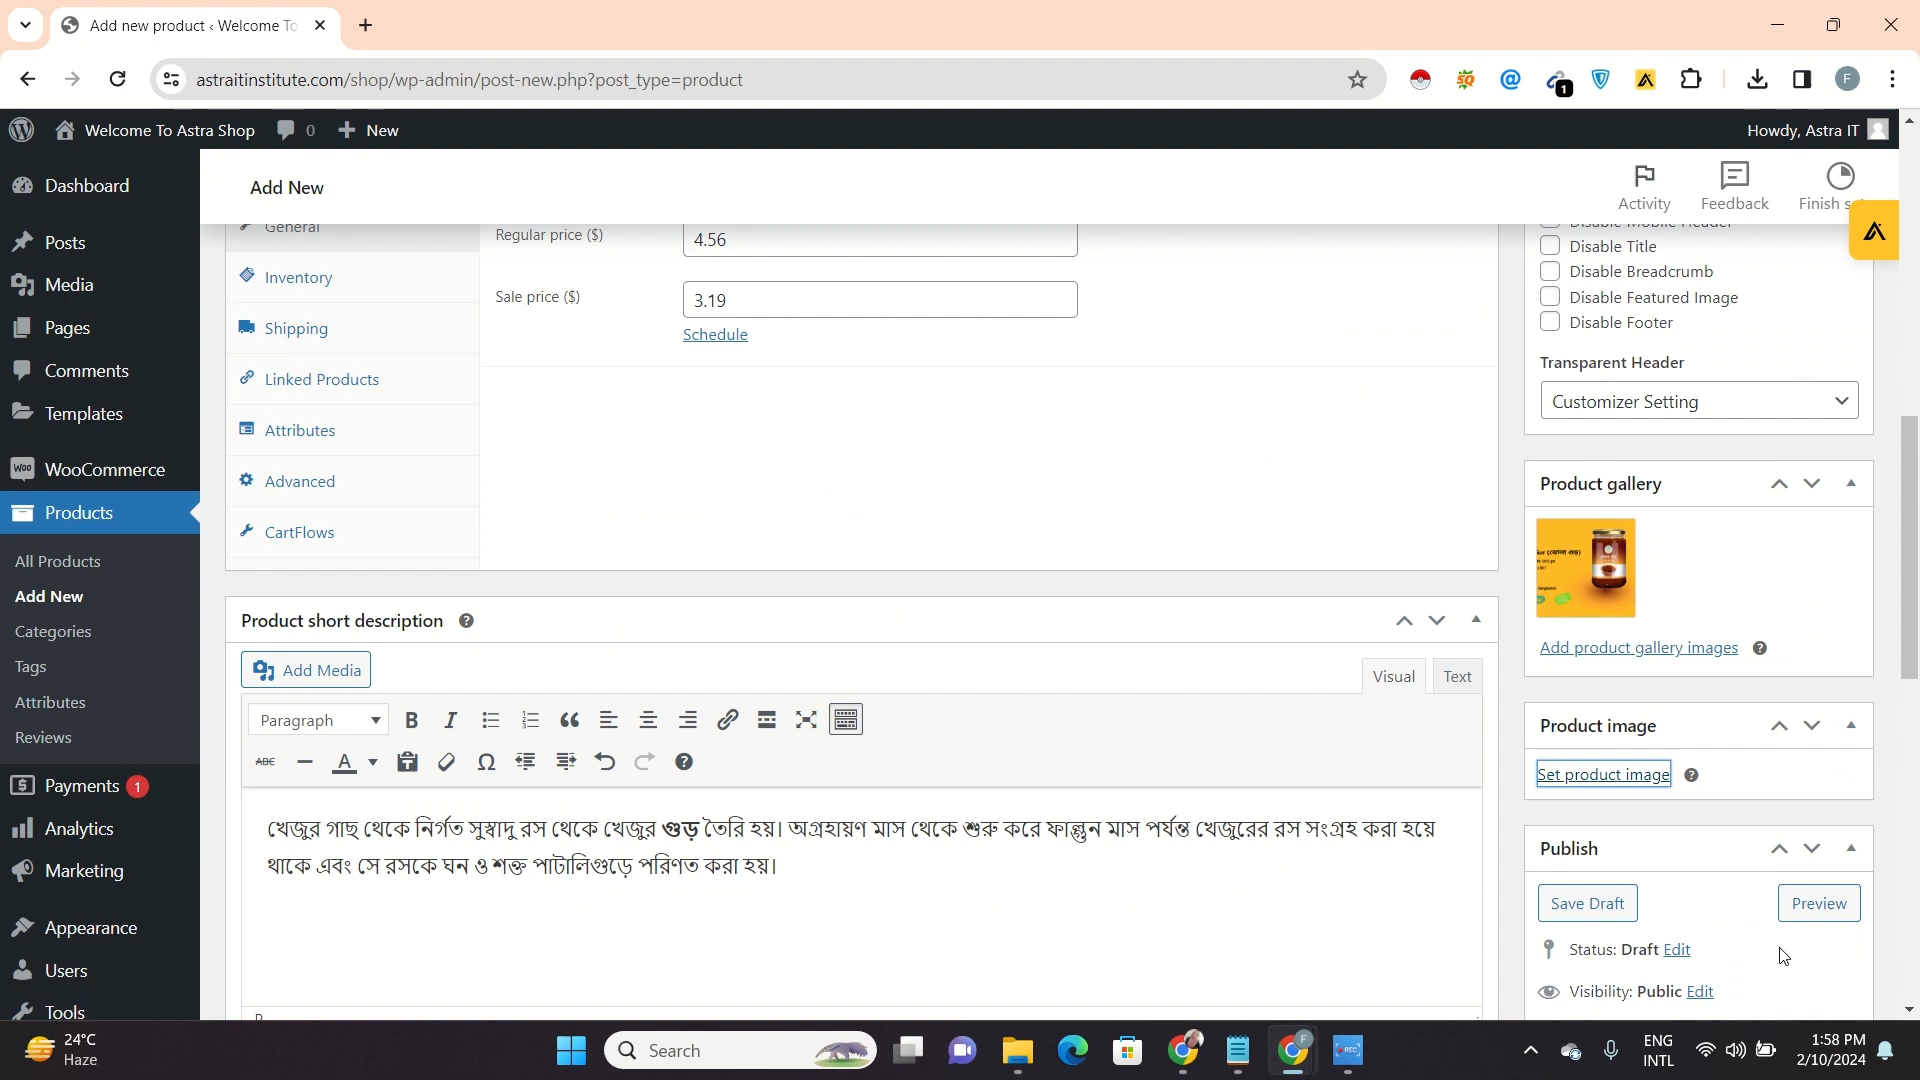 Add new product ‹ Welcome To
astraitinstitute.com/shop/wp-admin/post-new.php?post_type=product
1
F
Welcome To Astra Shop
0
New
Howdy, Astra IT
Add New
Activity
Feedback
Finish s
Dashboard
Posts
Media
Pages
Comments
Templates
WooCommerce
Products
All Products
Add New
Categories
Tags
Attributes
Reviews
Payments 1
Analytics
Marketing
Appearance
Users
Tools
General
Inventory
Shipping
Linked Products
Attributes
Advanced
CartFlows
Regular price ($)
4.56
Sale price ($)
3.19
Schedule
Product short description
Add Media
Visual
Text
Paragraph
ABC
খেজুর গাছ থেকে নির্গত সুস্বাদু রস থেকে খেজুর গুড় তৈরি হয়। অগ্রহায়ণ মাস থেকে শুরু করে ফাল্গুন মাস পর্যন্ত খেজুরের রস সংগ্রহ করা হয়ে
থাকে এবং সে রসকে ঘন ও শক্ত পাটালিগুড়ে পরিণত করা হয়।
Disable Mobile Header
Disable Title
Disable Breadcrumb
Disable Featured Image
Disable Footer
Transparent Header
Customizer Setting
Product gallery
Add product gallery images
Product image
Set product image
Publish
Save Draft
Preview
Status: Draft Edit
Visibility: Public Edit
24°C
Haze
Search
REC
F
ENG
INTL
1:58 PM
2/10/2024